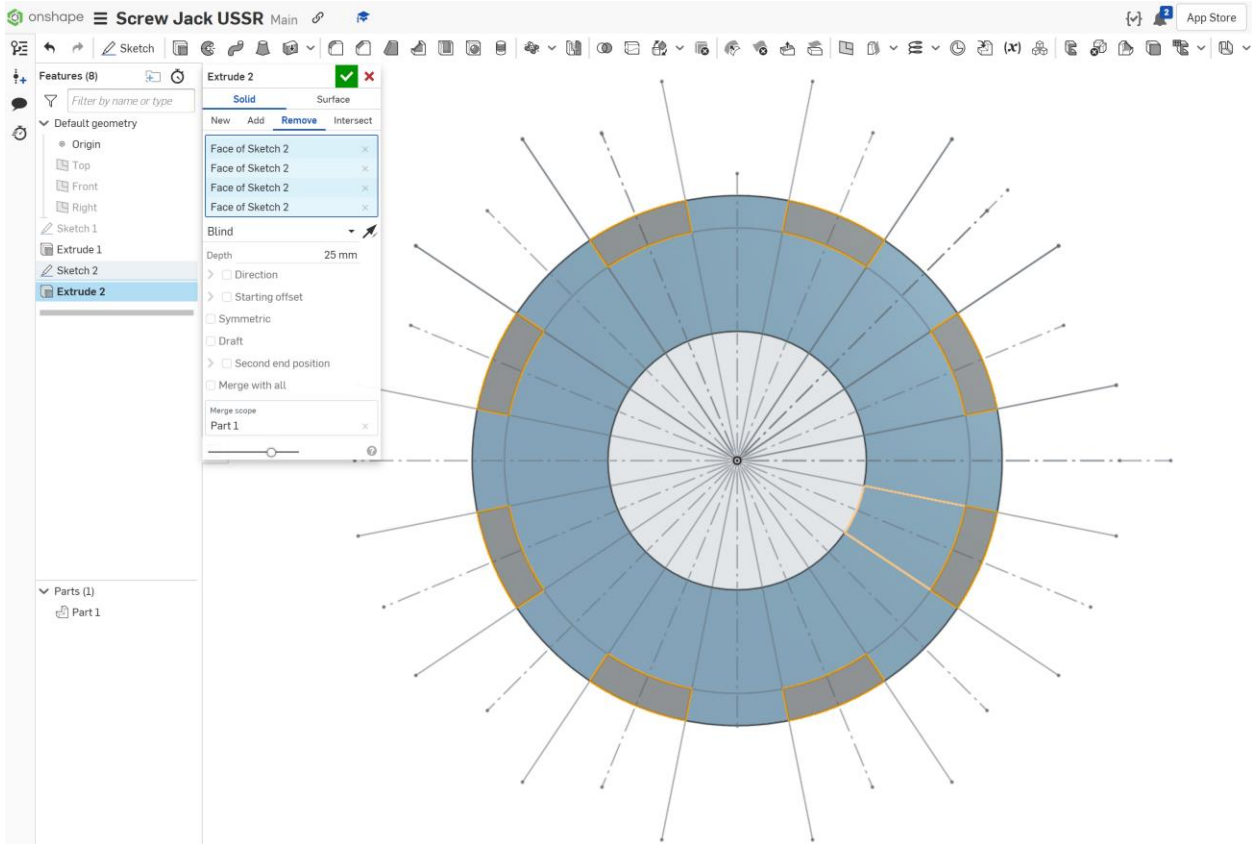 onshape Screw Jack USSR Main
2 App Store
Sketch
(x)
Features (8)
Filter by name or type
Default geometry
Origin
Top
Front
Right
Sketch 1
Extrude 1
Sketch 2
Extrude 2
Extrude 2
Solid Surface
New Add Remove Intersect
Face of Sketch 2
Face of Sketch 2
Face of Sketch 2
Face of Sketch 2
Blind
Depth 25 mm
Direction
Starting offset
Symmetric
Draft
Second end position
Merge with all
Merge scope
Part 1
Parts (1)
Part 1